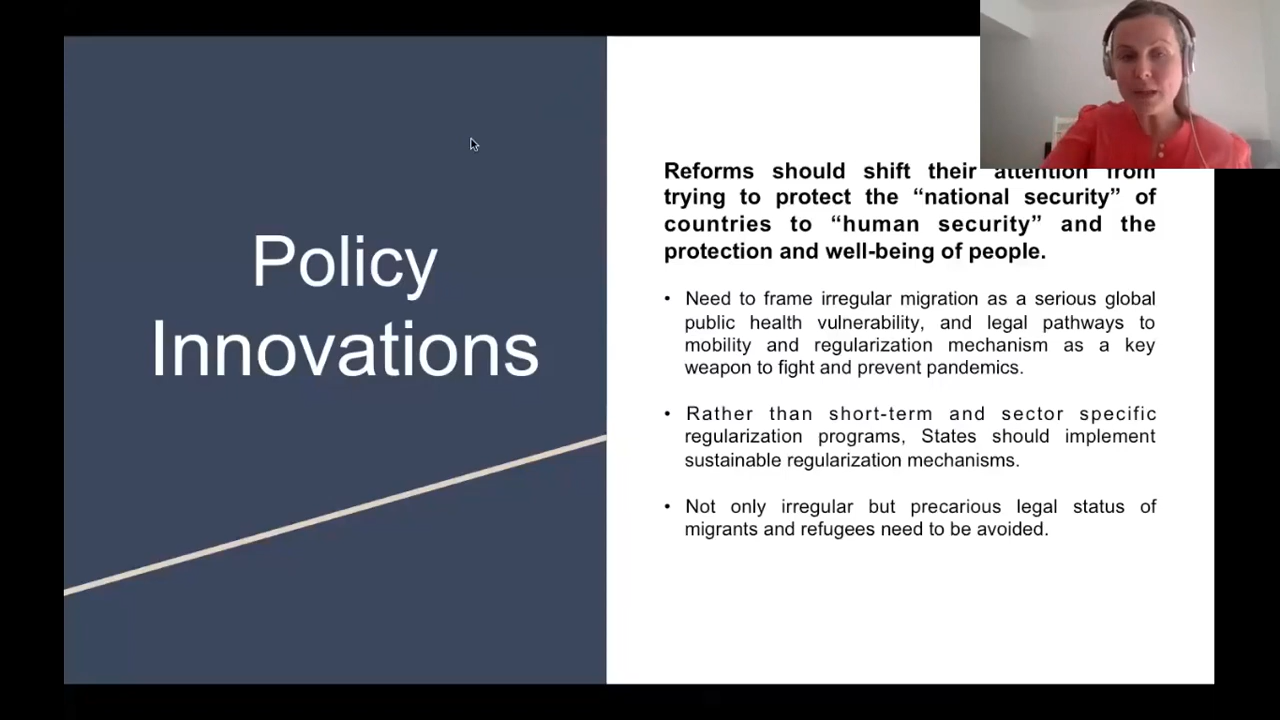 Policy
Innovations
Reforms should shift their attention from
trying to protect the “national security” of
countries to “human security” and the
protection and well-being of people.
• Need to frame irregular migration as a serious global
public health vulnerability, and legal pathways to
mobility and regularization mechanism as a key
weapon to fight and prevent pandemics.
• Rather than short-term and sector specific
regularization programs, States should implement
sustainable regularization mechanisms.
• Not only irregular but precarious legal status of
migrants and refugees need to be avoided.